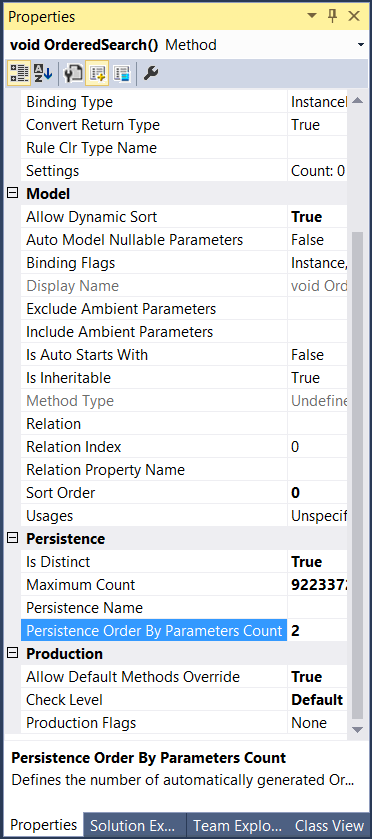 Properties
void OrderedSearch() Method
Binding Type Instance
Convert Return Type True
Rule Clr Type Name
Settings Count: 0
Model
Allow Dynamic Sort True
Auto Model Nullable Parameters False
Binding Flags Instance,
Display Name void Ord
Exclude Ambient Parameters
Include Ambient Parameters
Is Auto Starts With False
Is Inheritable True
Method Type Undefine
Relation
Relation Index 0
Relation Property Name
Sort Order 0
Usages Unspecif
Persistence
Is Distinct True
Maximum Count 9223372
Persistence Name
Persistence Order By Parameters Count 2
Production
Allow Default Methods Override True
Check Level Default
Production Flags None
Persistence Order By Parameters Count
Defines the number of automatically generated Or...
Properties Solution Ex... Team Explo... Class View